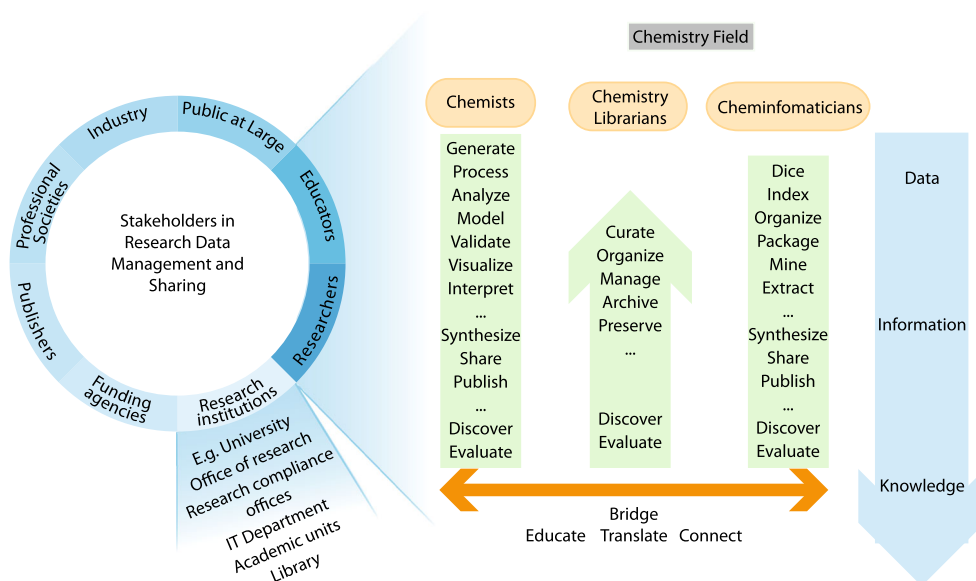 Chemistry Field
Industry
Public at Large
Educators
Researchers
Research
institutions
Funding
agencies
Publishers
Professional
Societies
Stakeholders in
Research Data
Management and
Sharing
E.g. University
Office of research
Research compliance
offices
IT Department
Academic units
Library
Chemists
Generate
Process
Analyze
Model
Validate
Visualize
Interpret
...
Synthesize
Share
Publish
...
Discover
Evaluate
Chemistry
Librarians
Curate
Organize
Manage
Archive
Preserve
...
Discover
Evaluate
Cheminfomaticians
Dice
Index
Organize
Package
Mine
Extract
...
Synthesize
Share
Publish
...
Discover
Evaluate
Data
Information
Knowledge
Bridge
Educate Translate Connect